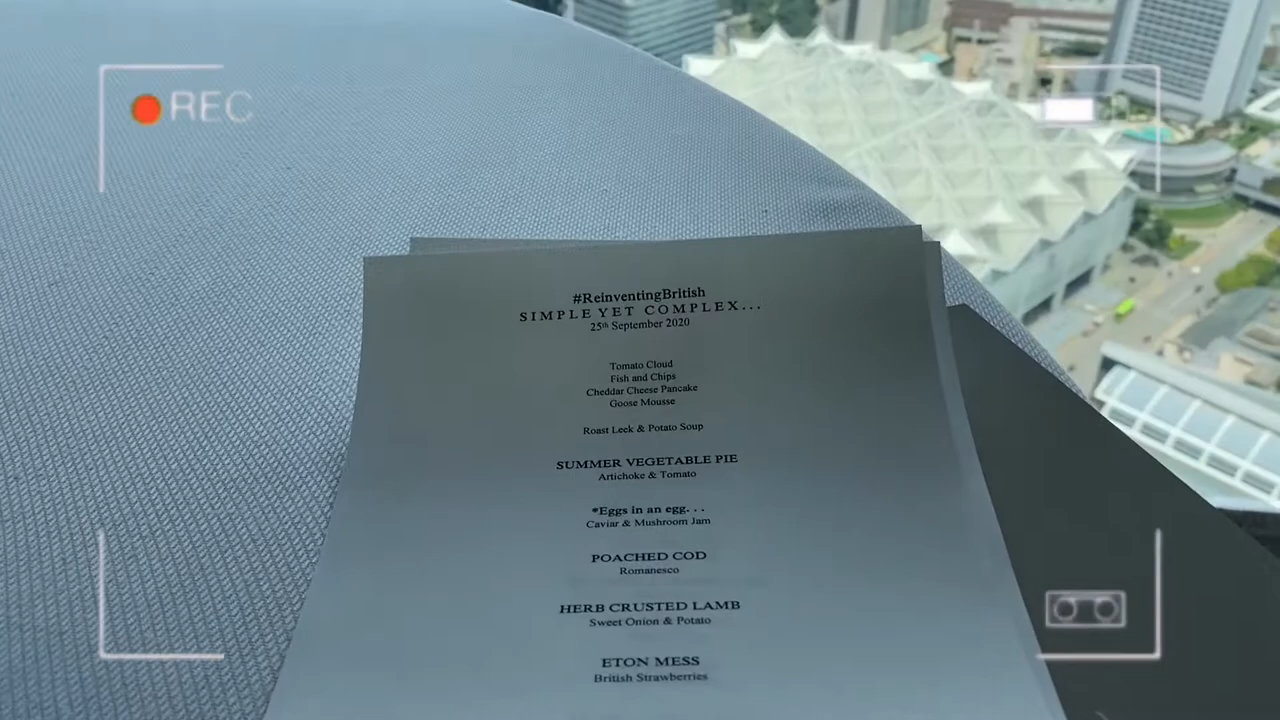 REC
#ReinventingBritish
SIMPLE YET COMPLEX...
25th September 2020
Tomato Cloud
Fish and Chips
Cheddar Cheese Pancake
Goose Mousse
Roast Leek & Potato Soup
SUMMER VEGETABLE PIE
Artichoke & Tomato
*Eggs in an egg. . .
Caviar & Mushroom Jam
POACHED COD
Romanesco
HERB CRUSTED LAMB
Sweet Onion & Potato
ETON MESS
British Strawberries